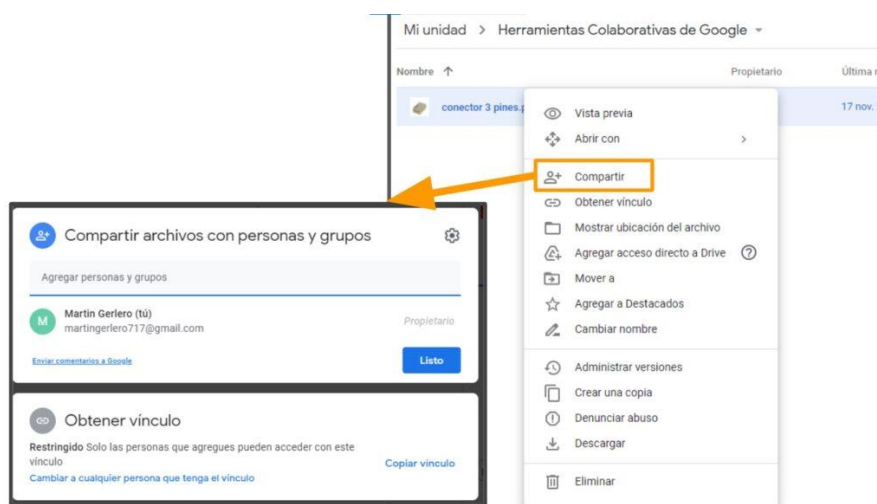 Mi unidad > Herramientas Colaborativas de Google
Nombre ↑ Propietario Última
conector 3 pines. 17 nov.
Vista previa
Abrir con >
Compartir
Obtener vínculo
Mostrar ubicación del archivo
Agregar acceso directo a Drive
Mover a
Agregar a Destacados
Cambiar nombre
Administrar versiones
Crear una copia
Denunciar abuso
Descargar
Eliminar
Compartir archivos con personas y grupos
Agregar personas y grupos
M
Martin Gerlero (tú)
martingerlero717@gmail.com Propietario
Enviar comentarios a Google Listo
Obtener vínculo
Restringido Solo las personas que agregues pueden acceder con este
vínculo
Copiar vínculo
Cambiar a cualquier persona que tenga el vínculo